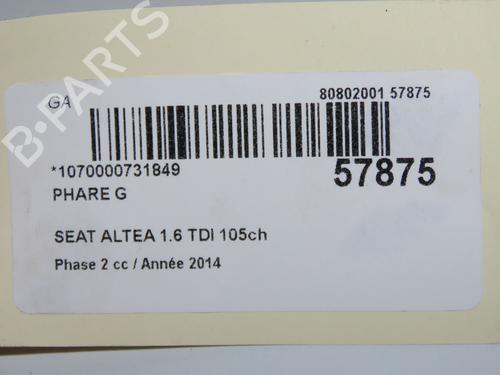 GA
80802001 57875
*1070000731849
57875
PHARE G
SEAT ALTEA 1.6 TDI 105ch
Phase 2 cc / Année 2014
B-PARTS